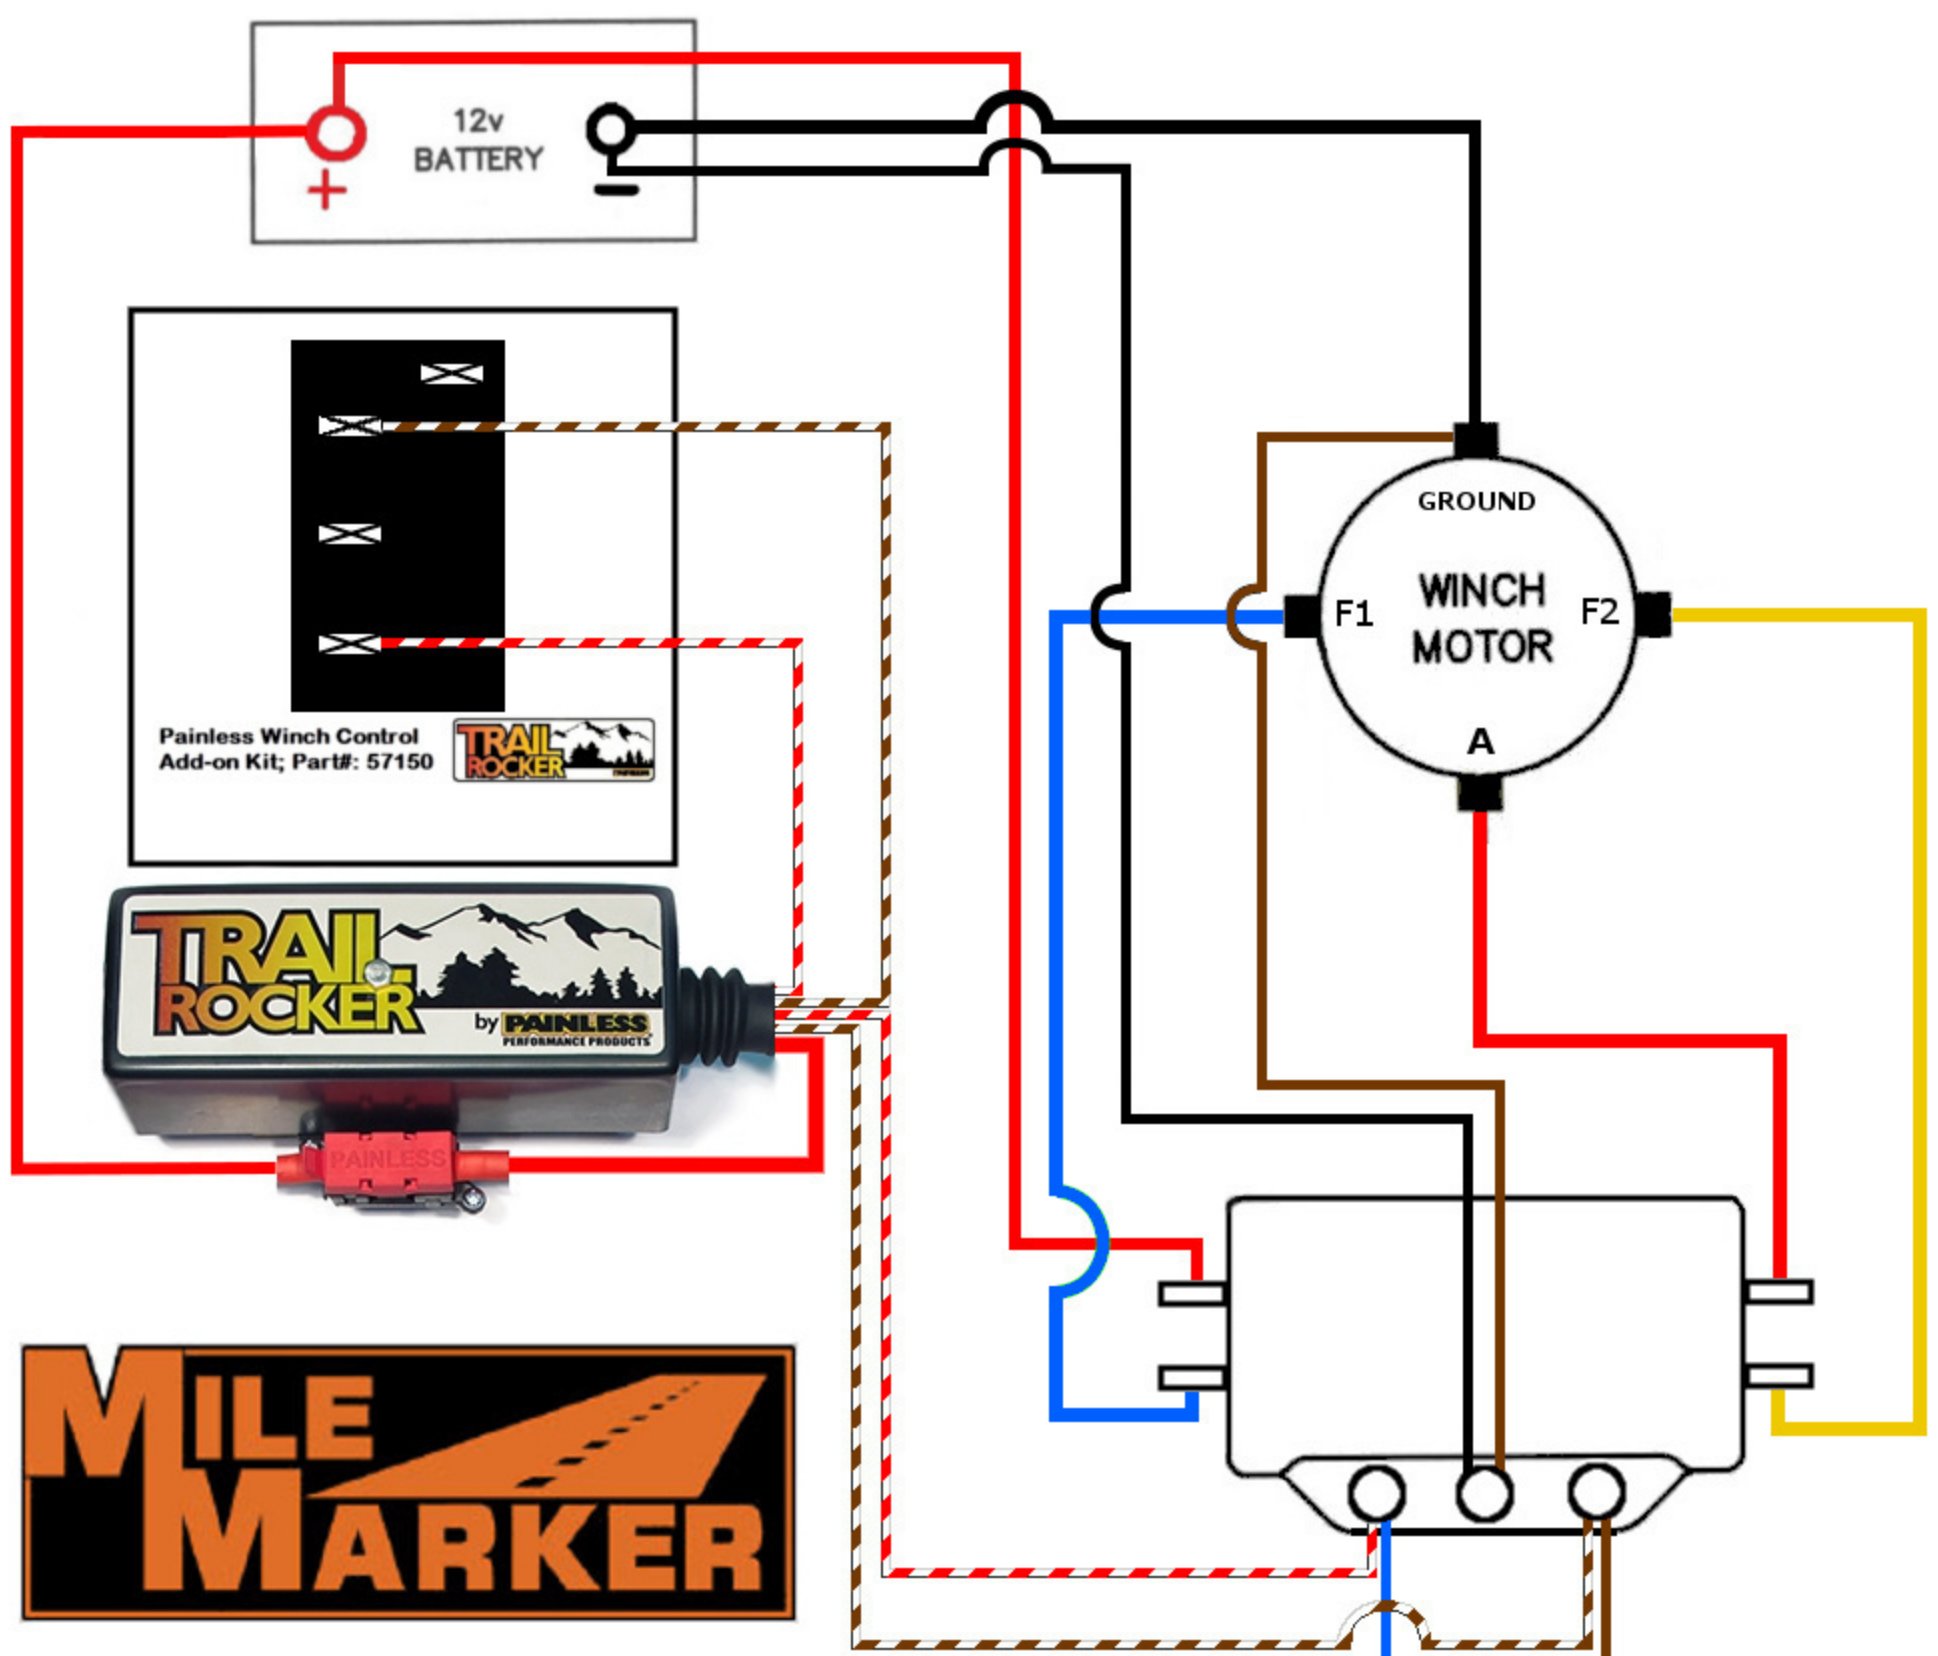 12v
BATTERY
+
−
GROUND
F1
WINCH
MOTOR
F2
A
Painless Winch Control
Add-on Kit; Part#: 57150
TRAIL
ROCKER
TRAIL
ROCKER
by PAINLESS
PERFORMANCE PRODUCTS
PAINLESS
MILE
MARKER